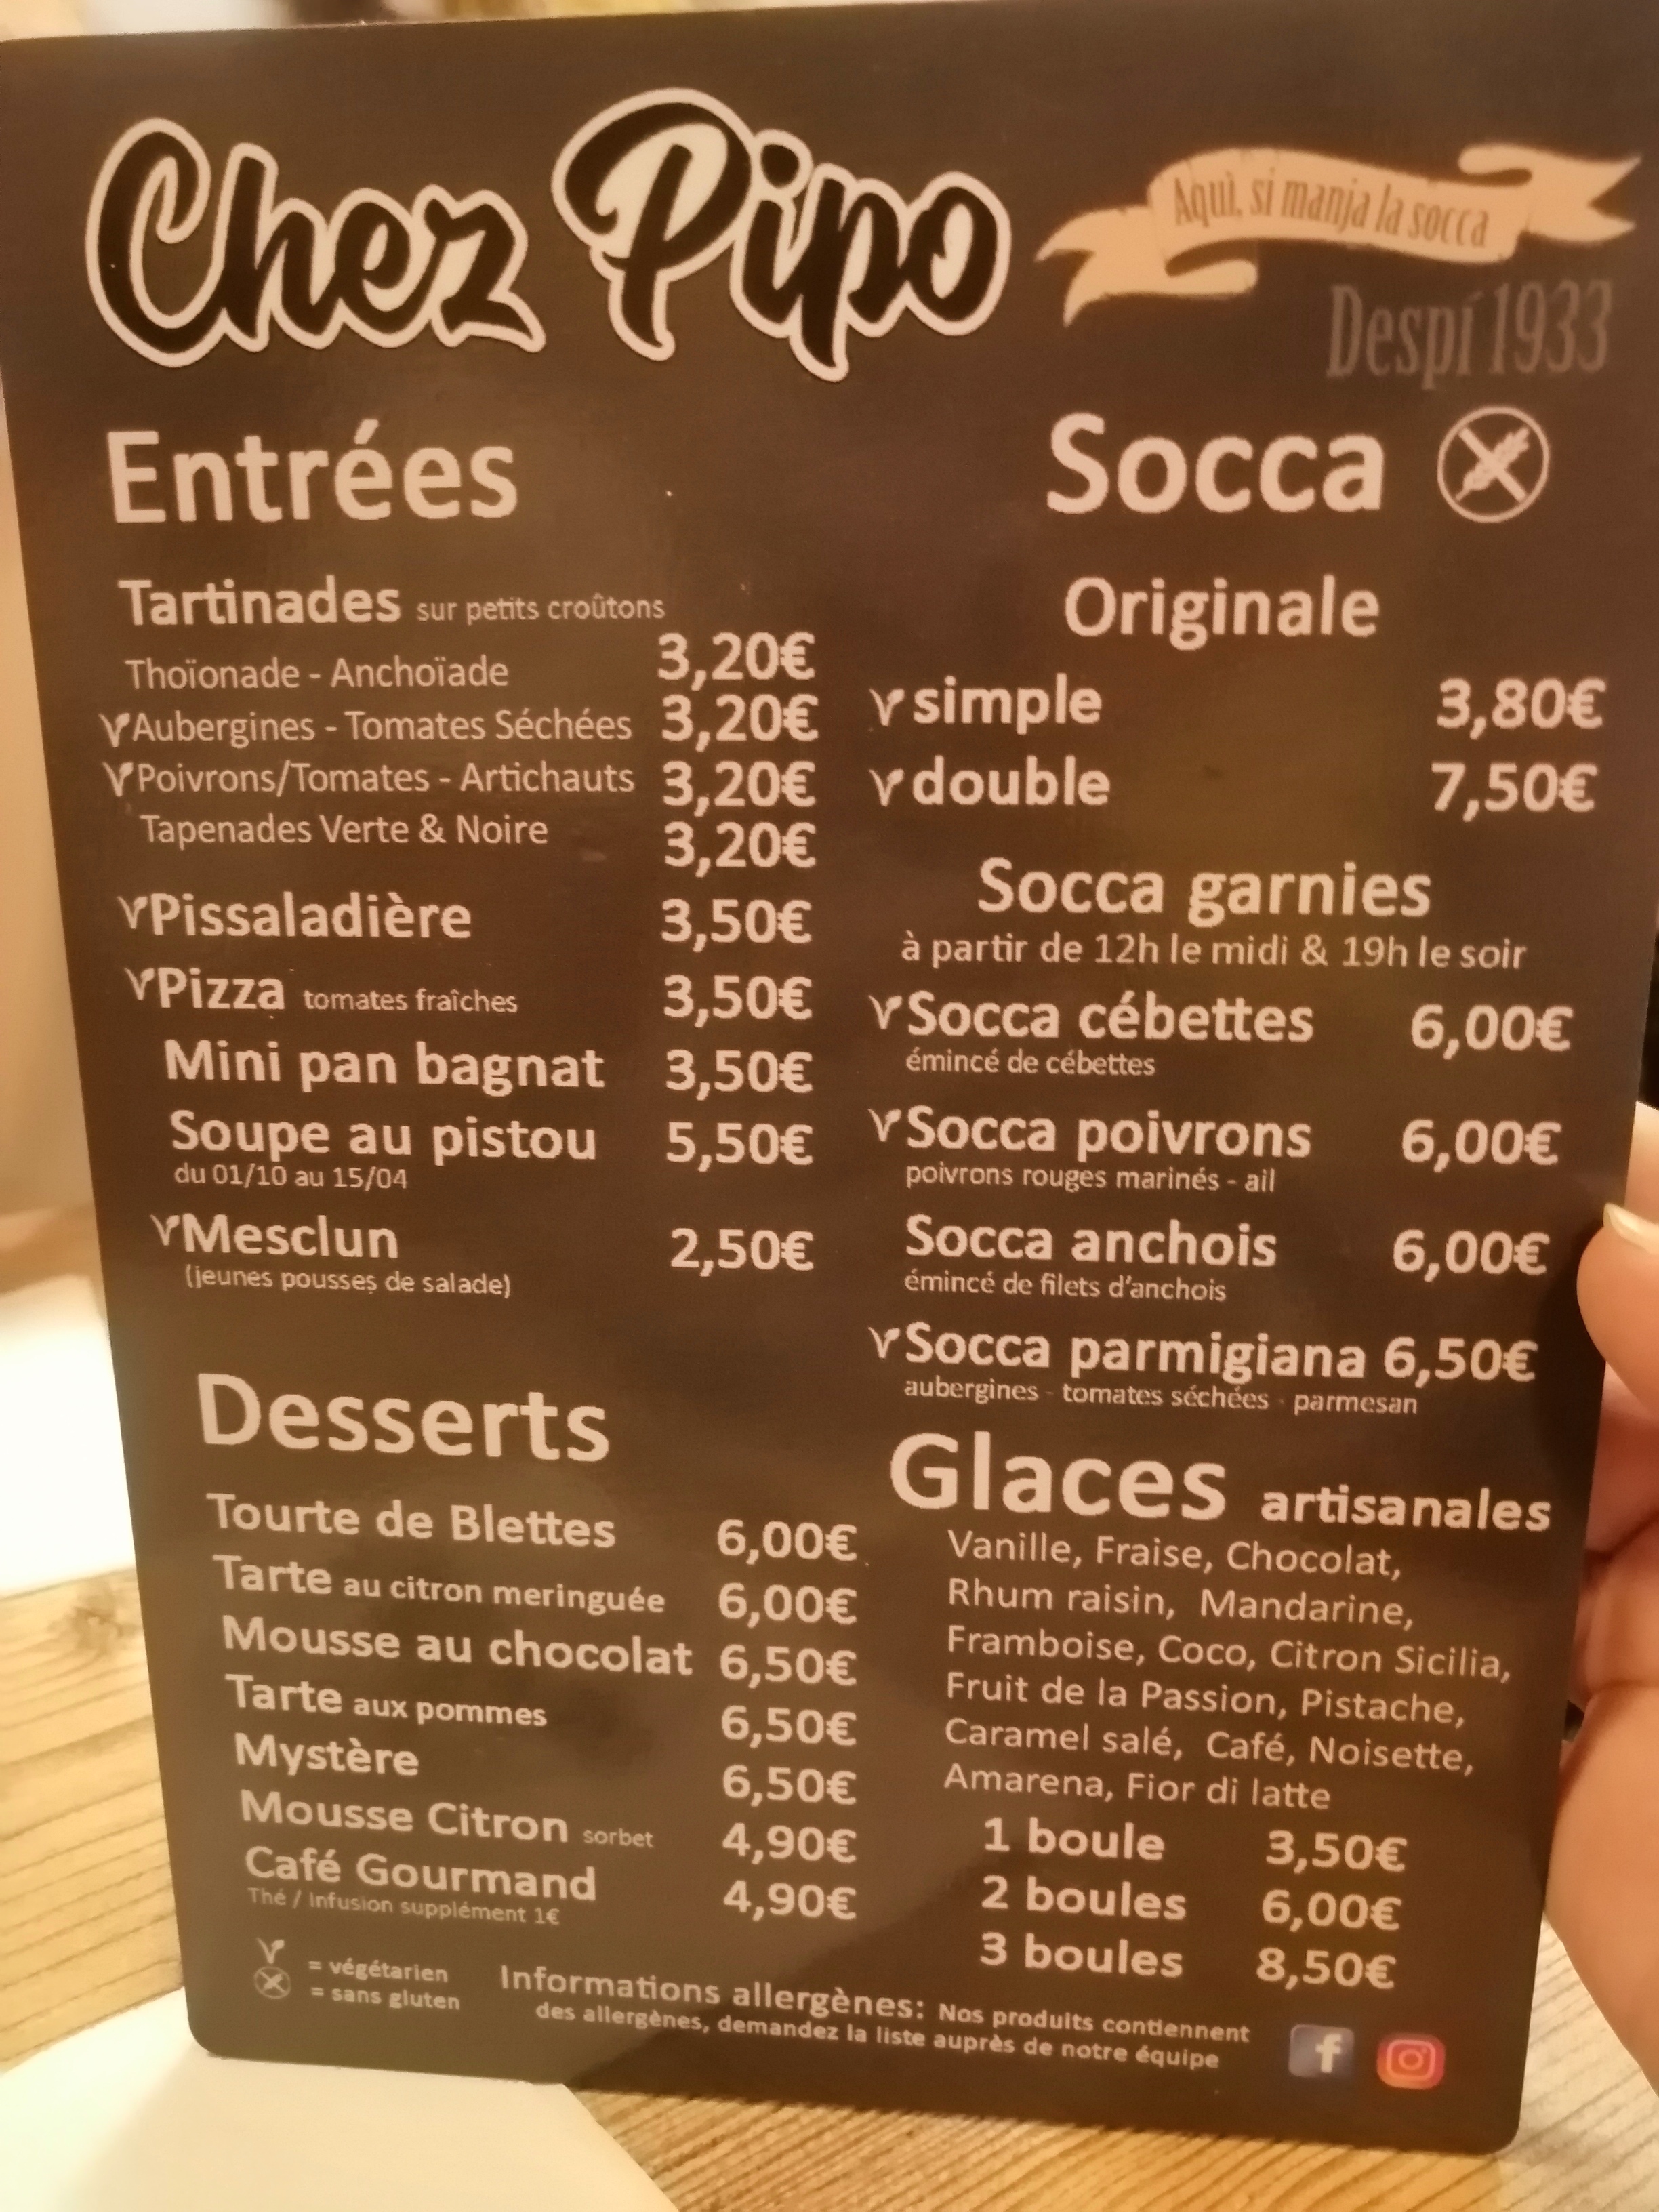 Chez Pipo
Aquì, si manja la socca
Despí 1933
Entrées
Tartinades sur petits croûtons
Thoïonade - Anchoïade 3,20€
Aubergines - Tomates Séchées 3,20€
Poivrons/Tomates - Artichauts 3,20€
Tapenades Verte & Noire 3,20€
Pissaladière 3,50€
Pizza tomates fraîches 3,50€
Mini pan bagnat 3,50€
Soupe au pistou 5,50€
du 01/10 au 15/04
Mesclun 2,50€
(jeunes pousses de salade)
Desserts
Tourte de Blettes 6,00€
Tarte au citron meringuée 6,00€
Mousse au chocolat 6,50€
Tarte aux pommes 6,50€
Mystère 6,50€
Mousse Citron sorbet 4,90€
Café Gourmand 4,90€
Thé / Infusion supplément 1€
Socca
Originale
simple 3,80€
double 7,50€
Socca garnies
à partir de 12h le midi & 19h le soir
Socca cébettes 6,00€
émincé de cébettes
Socca poivrons 6,00€
poivrons rouges marinés - ail
Socca anchois 6,00€
émincé de filets d'anchois
Socca parmigiana 6,50€
aubergines - tomates séchées - parmesan
Glaces artisanales
Vanille, Fraise, Chocolat,
Rhum raisin, Mandarine,
Framboise, Coco, Citron Sicilia,
Fruit de la Passion, Pistache,
Caramel salé, Café, Noisette,
Amarena, Fior di latte
1 boule 3,50€
2 boules 6,00€
3 boules 8,50€
= végétarien
= sans gluten
Informations allergènes: Nos produits contiennent
des allergènes, demandez la liste auprès de notre équipe